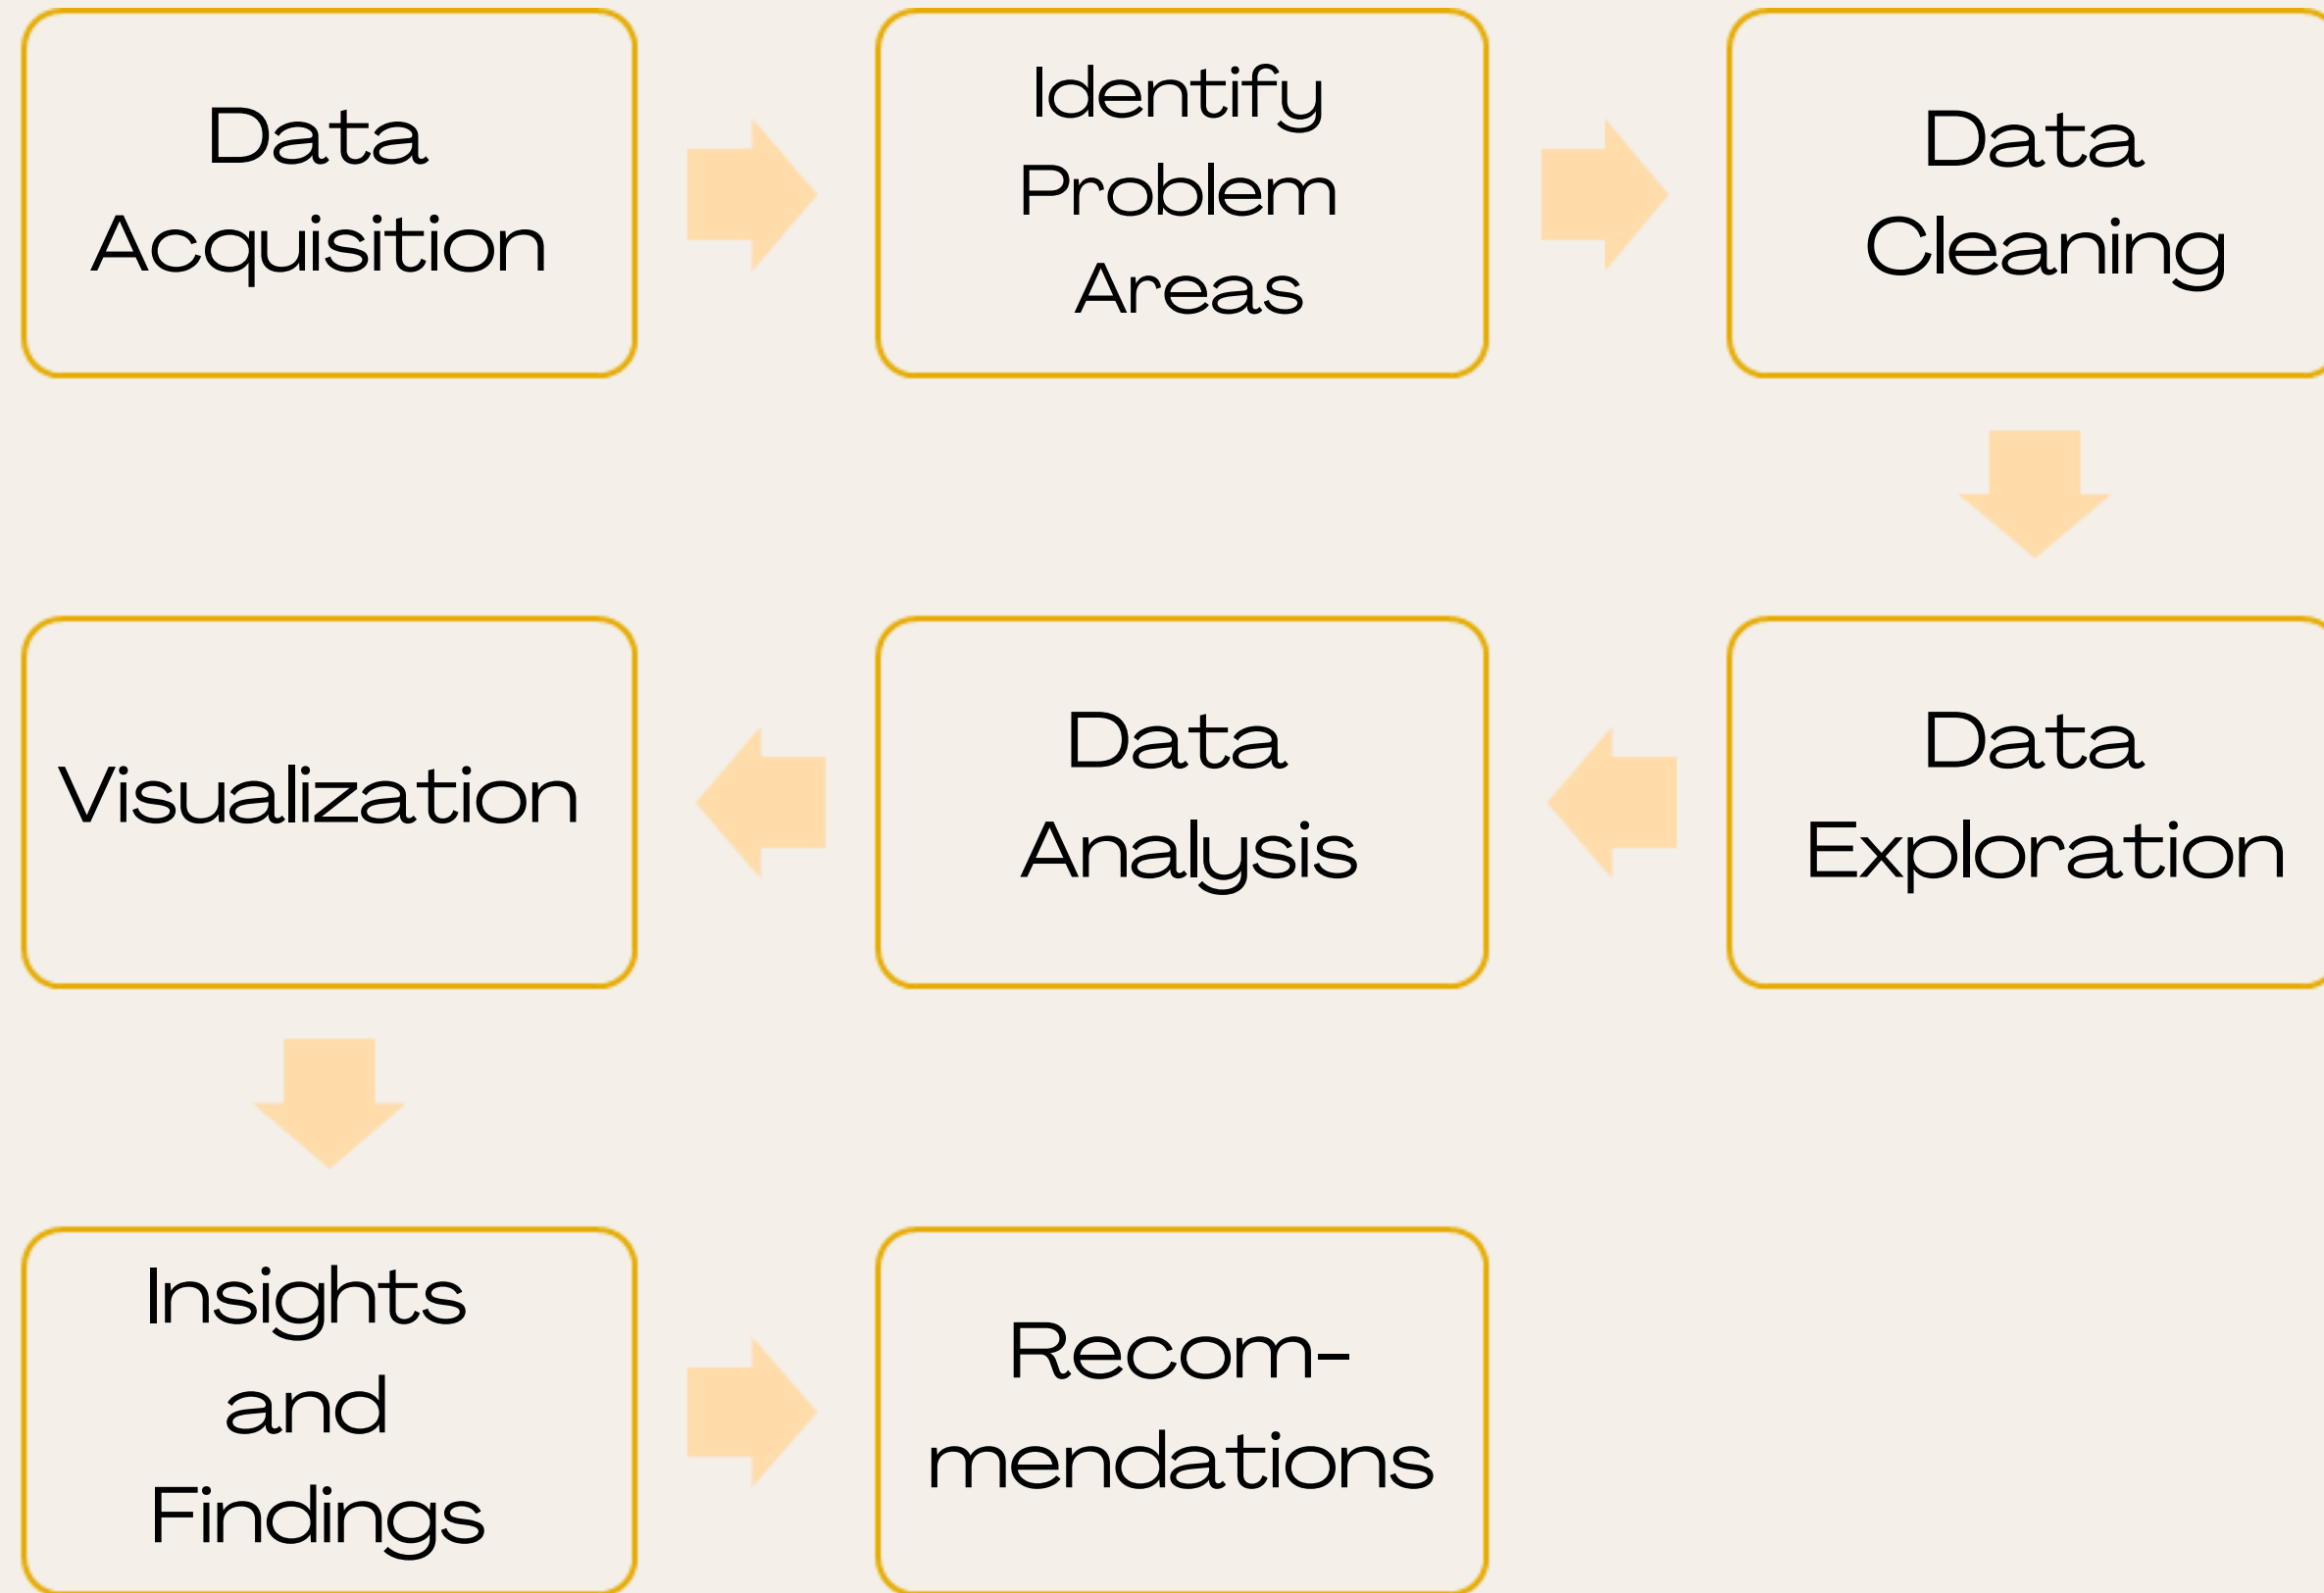 Data
Acquisition
Identify
Problem
Areas
Data
Cleaning
Data
Exploration
Data
Analysis
Visualization
Insights
and
Findings
Recom-
mendations